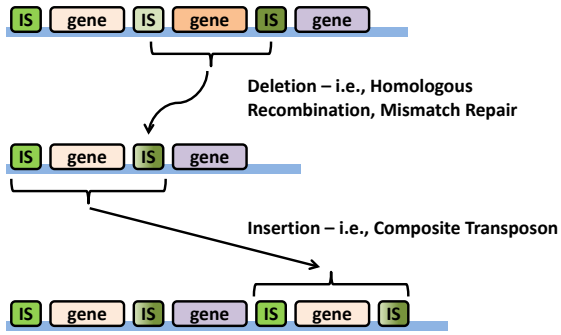 IS gene IS gene IS gene
Deletion – i.e., Homologous
Recombination, Mismatch Repair
IS gene IS gene
Insertion – i.e., Composite Transposon
IS gene IS gene IS gene IS